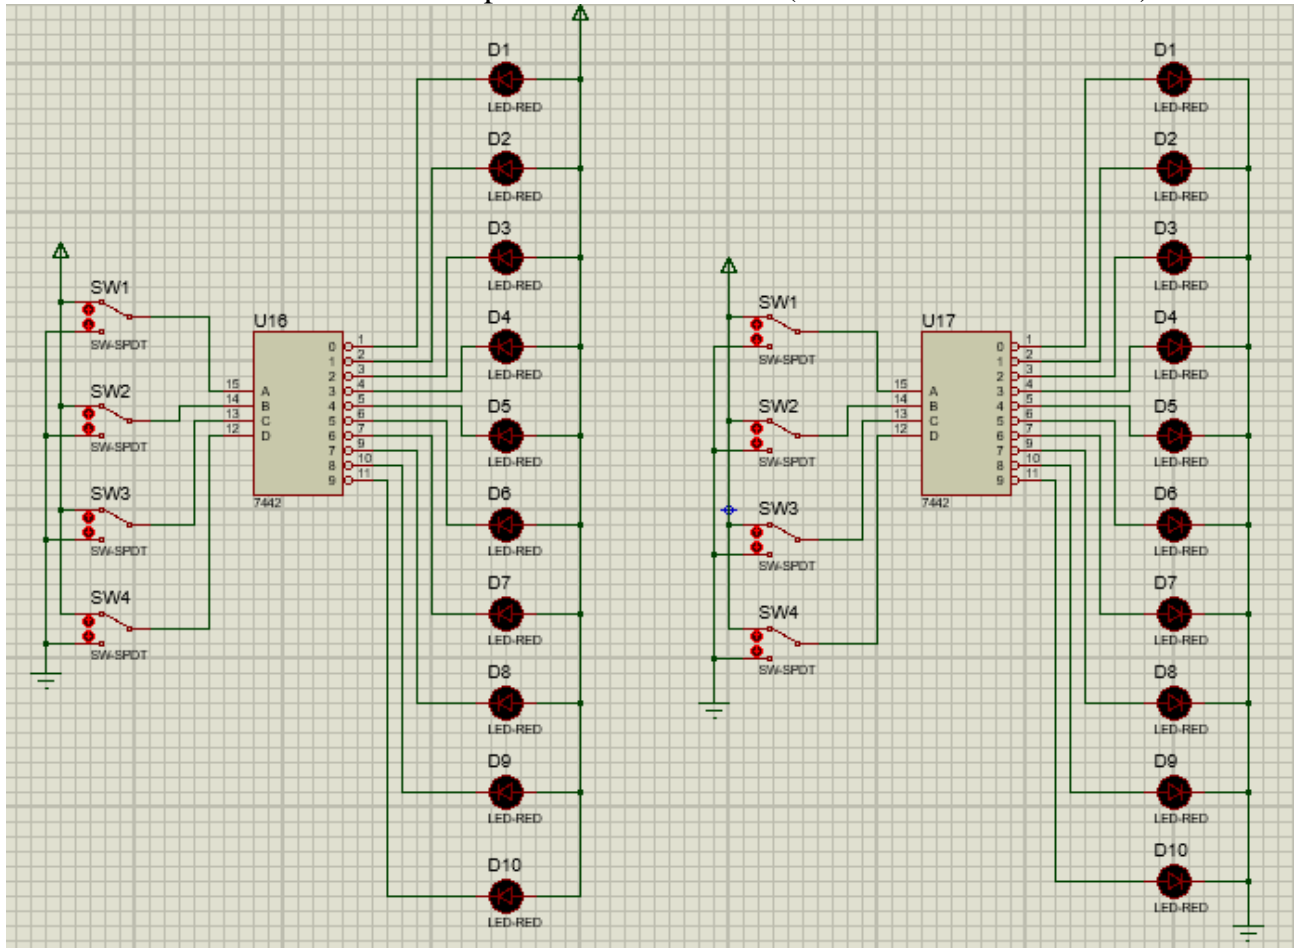 D1
LED-RED
D2
LED-RED
D3
LED-RED
D4
LED-RED
D5
LED-RED
D6
LED-RED
D7
LED-RED
D8
LED-RED
D9
LED-RED
D10
LED-RED
SW1
SW-SPDT
SW2
SW-SPDT
SW3
SW-SPDT
SW4
SW-SPDT
U16
15 A
14 B
13 C
12 D
0 1
1 2
2 3
3 4
4 5
5 6
6 7
7 9
8 10
9 11
7442
D1
LED-RED
D2
LED-RED
D3
LED-RED
D4
LED-RED
D5
LED-RED
D6
LED-RED
D7
LED-RED
D8
LED-RED
D9
LED-RED
D10
LED-RED
SW1
SW-SPDT
SW2
SW-SPDT
SW3
SW-SPDT
SW4
SW-SPDT
U17
15 A
14 B
13 C
12 D
0 1
1 2
2 3
3 4
4 5
5 6
6 7
7 9
8 10
9 11
7442